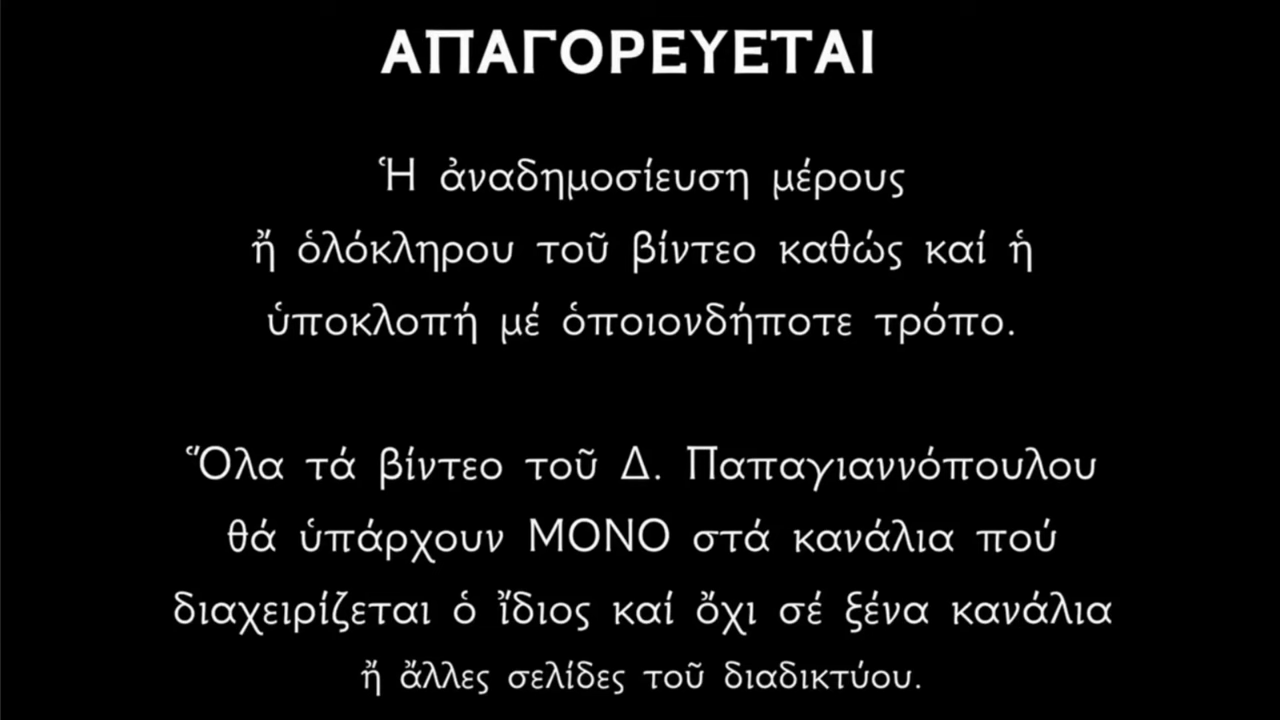 ΑΠΑΓΟΡΕΥΕΤΑΙ
Ἡ ἀναδημοσίευση μέρους
ἤ ὁλόκληρου τοῦ βίντεο καθώς καί ἡ
ὑποκλοπή μέ ὁποιονδήποτε τρόπο.
Ὅλα τά βίντεο τοῦ Δ. Παπαγιαννόπουλου
θά ὑπάρχουν ΜΟΝΟ στά κανάλια πού
διαχειρίζεται ὁ ἴδιος καί ὄχι σέ ξένα κανάλια
ἤ ἄλλες σελίδες τοῦ διαδικτύου.